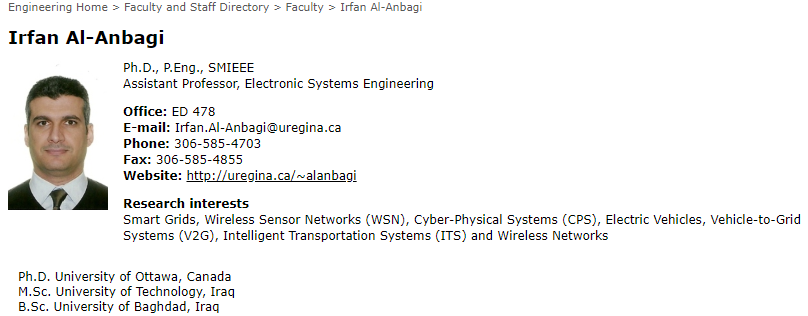 Engineering Home > Faculty and Staff Directory > Faculty > Irfan Al-Anbagi
Irfan Al-Anbagi
Ph.D., P.Eng., SMIEEE
Assistant Professor, Electronic Systems Engineering
Office: ED 478
E-mail: Irfan.Al-Anbagi@uregina.ca
Phone: 306-585-4703
Fax: 306-585-4855
Website: http://uregina.ca/~alanbagi
Research interests
Smart Grids, Wireless Sensor Networks (WSN), Cyber-Physical Systems (CPS), Electric Vehicles, Vehicle-to-Grid
Systems (V2G), Intelligent Transportation Systems (ITS) and Wireless Networks
Ph.D. University of Ottawa, Canada
M.Sc. University of Technology, Iraq
B.Sc. University of Baghdad, Iraq